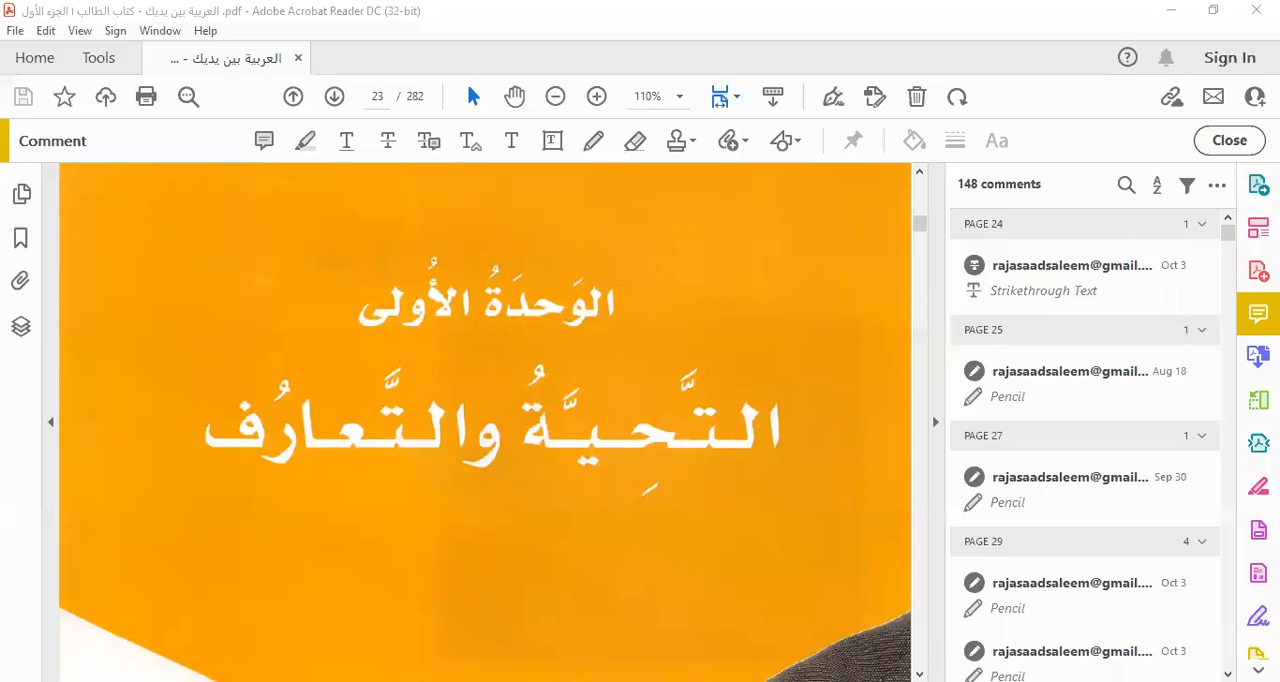 العربية بين يديك - كتاب الطالب ١ الجزء الأول .pdf - Adobe Acrobat Reader DC (32-bit)
File Edit View Sign Window Help
Home Tools العربية بين يديك - ... × Sign In
23 / 282 110%
Comment Close
الوَحدَةُ الأُولى
التَّحِيَّةُ والتَّعارُف
148 comments
PAGE 24 1
rajasaadsaleem@gmail.... Oct 3
Strikethrough Text
PAGE 25 1
rajasaadsaleem@gmail... Aug 18
Pencil
PAGE 27 1
rajasaadsaleem@gmail... Sep 30
Pencil
PAGE 29 4
rajasaadsaleem@gmail.... Oct 3
Pencil
rajasaadsaleem@gmail.... Oct 3
Pencil